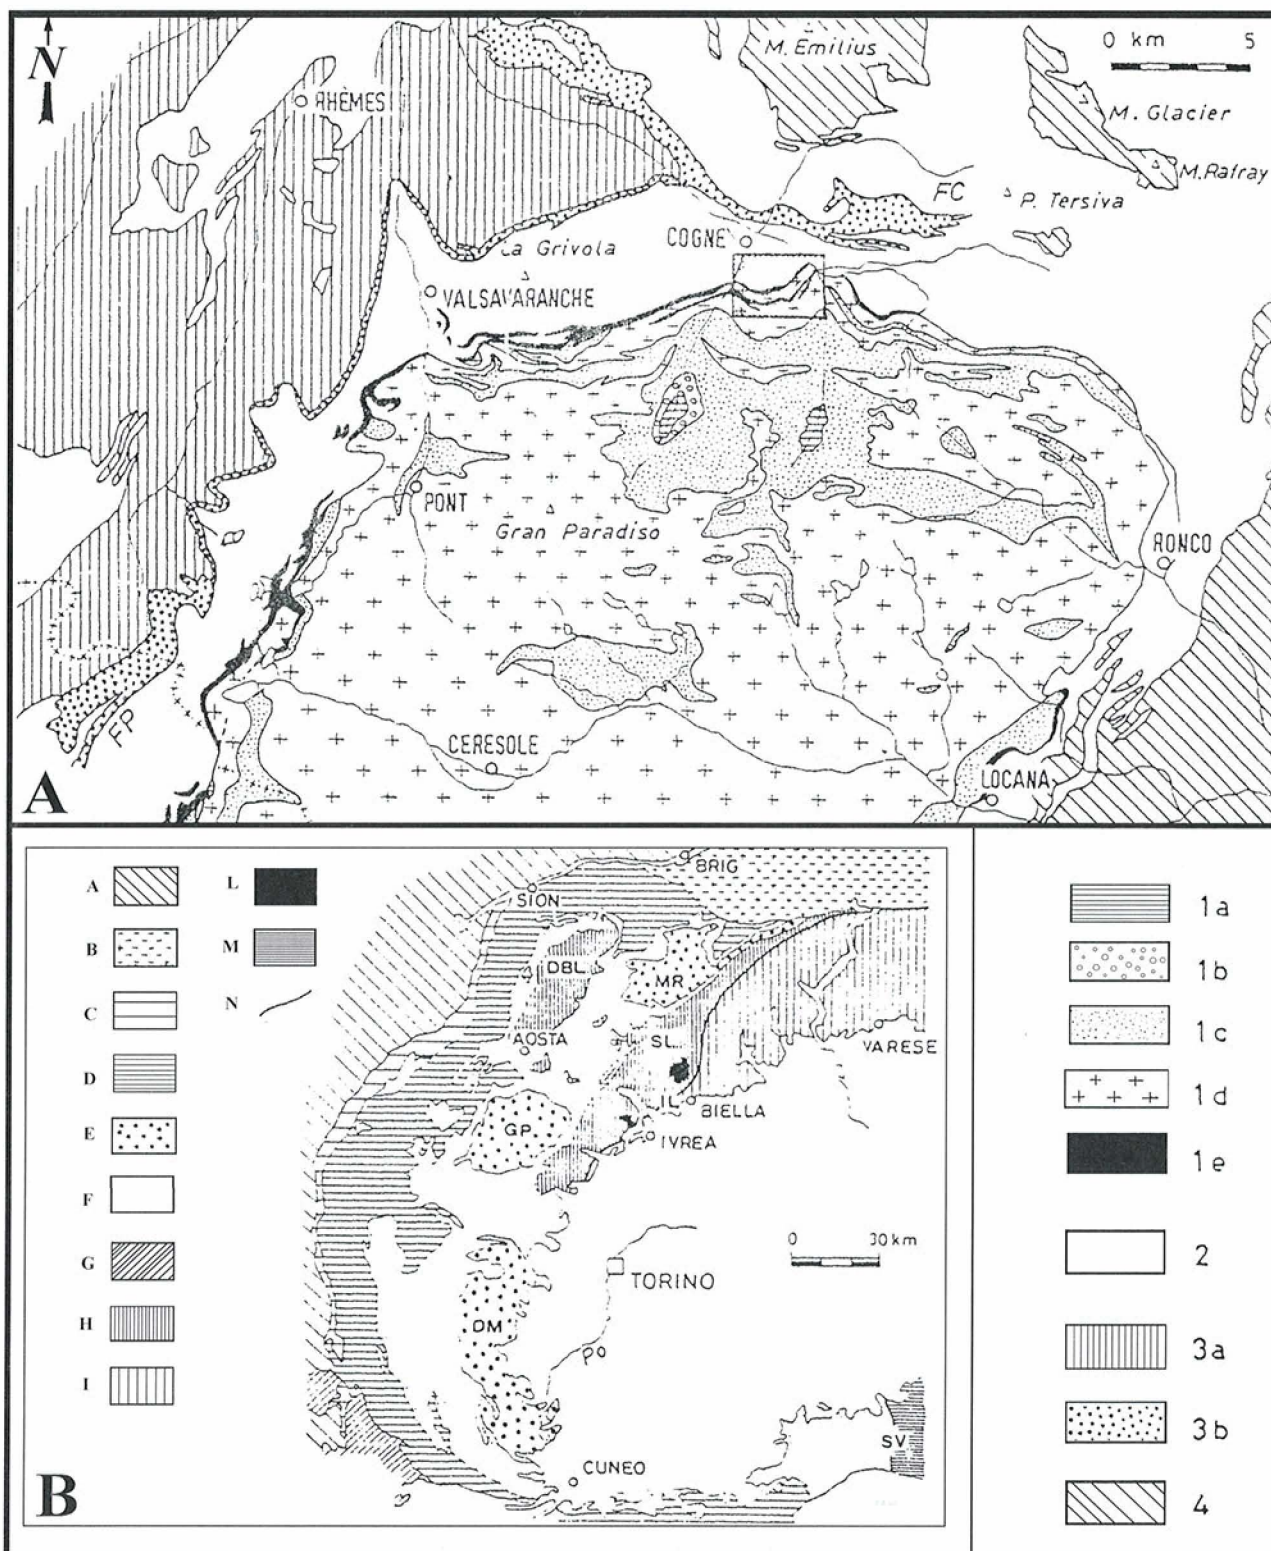 N
0 km 5
M. Emilius
RHÈMES
M. Glacier
M. Rafray
FC
P. Tersiva
COGNE
La Grivola
VALSAVARANCHE
PONT
Gran Paradiso
RONCO
FP
CERESOLE
LOCANA
A
A
L
B
M
C
N
D
E
F
G
H
I
BRIG
SION
DBL
MR
AOSTA
SL
VARESE
IL
BIELLA
GP
IVREA
0 30 km
TORINO
DM
PO
SV
CUNEO
B
1a
1b
1c
1d
1e
2
3a
3b
4